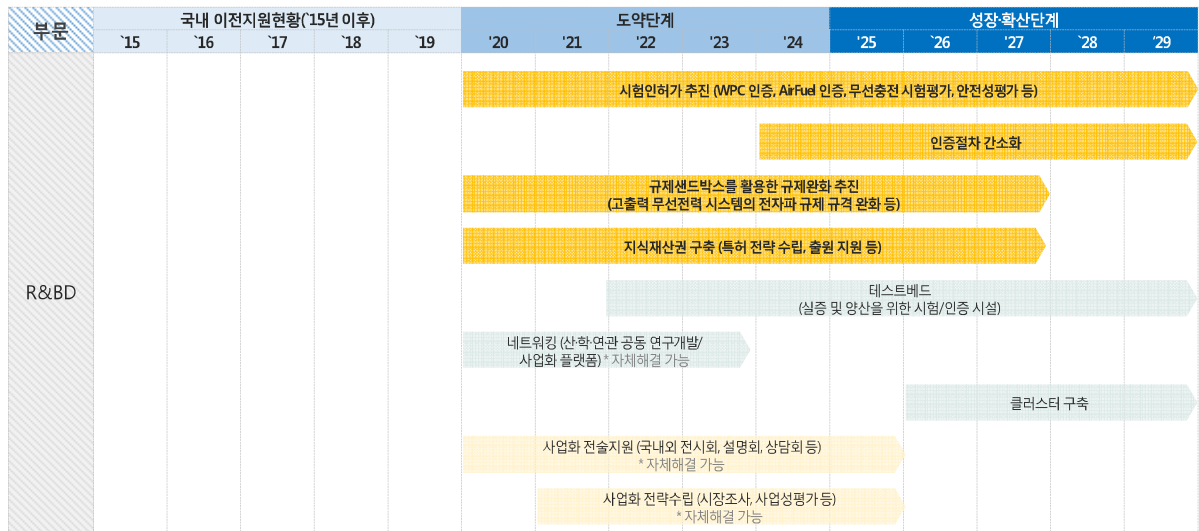 부문
국내 이전지원현황(`15년 이후)
도약단계
성장·확산단계
`15
`16
`17
`18
`19
'20
'21
'22
'23
'24
'25
`26
'27
`28
'29
R&BD
시험인허가 추진 (WPC 인증, AirFuel 인증, 무선충전 시험평가, 안전성평가 등)
인증절차 간소화
규제샌드박스를 활용한 규제완화 추진
(고출력 무선전력 시스템의 전자파 규제 규격 완화 등)
지식재산권 구축 (특허 전략 수립, 출원 지원 등)
테스트베드
(실증 및 양산을 위한 시험/인증 시설)
네트워킹 (산·학·연·관 공동 연구개발/
사업화 플랫폼) * 자체해결 가능
클러스터 구축
사업화 전술지원 (국내외 전시회, 설명회, 상담회 등)
* 자체해결 가능
사업화 전략수립 (시장조사, 사업성평가 등)
* 자체해결 가능